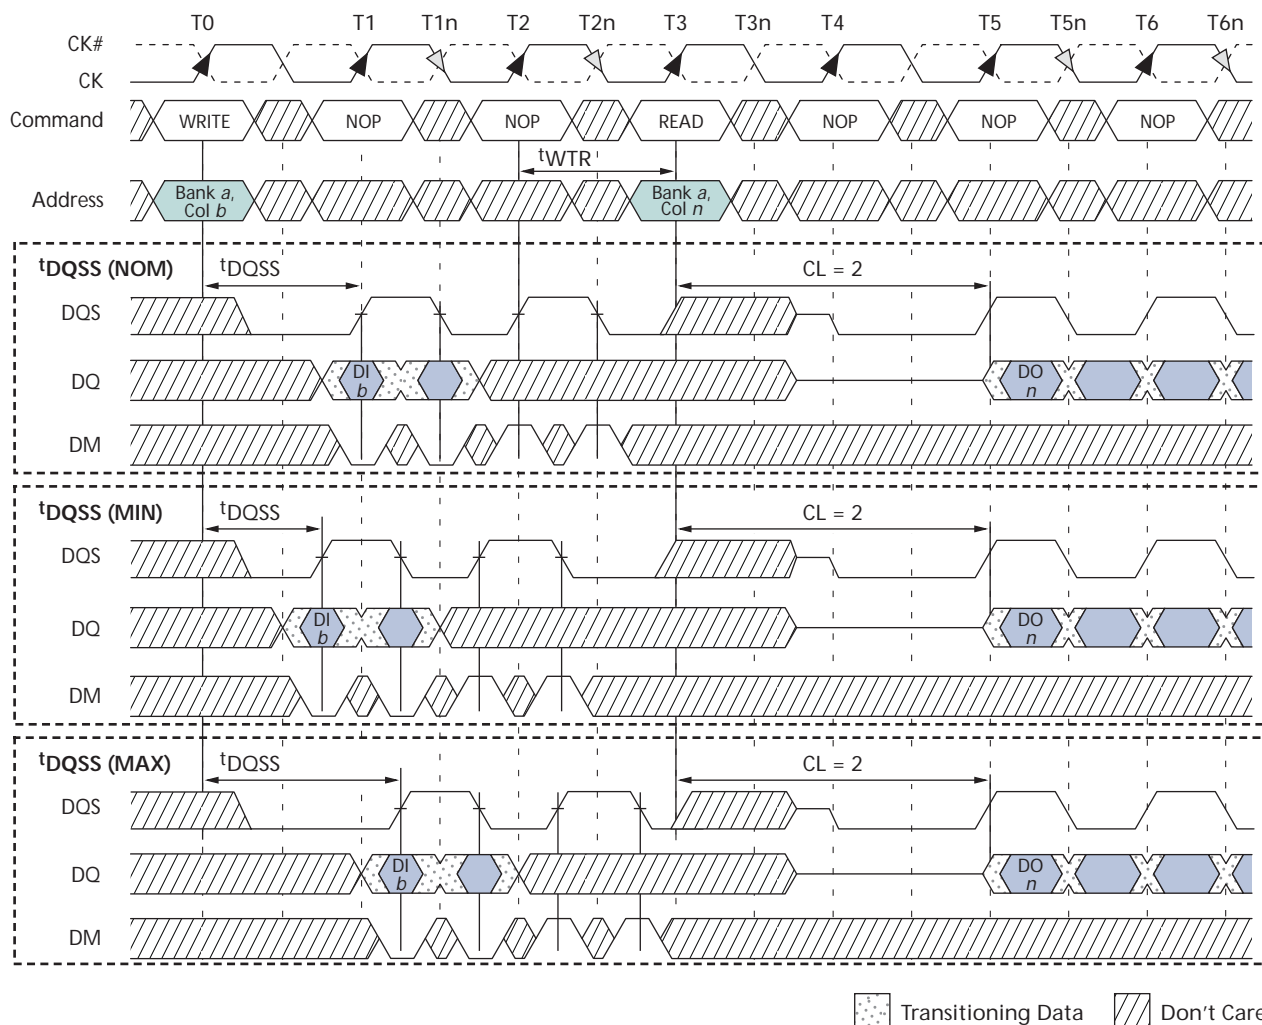 T0 T1 T1n T2 T2n T3 T3n T4 T5 T5n T6 T6n
CK#
CK
Command WRITE NOP NOP READ NOP NOP NOP
tWTR
Address Bank a, Col b Bank a, Col n
tDQSS (NOM) tDQSS CL = 2
DQS
DQ DI b DO n
DM
tDQSS (MIN) tDQSS CL = 2
DQS
DQ DI b DO n
DM
tDQSS (MAX) tDQSS CL = 2
DQS
DQ DI b DO n
DM
Transitioning Data Don't Care